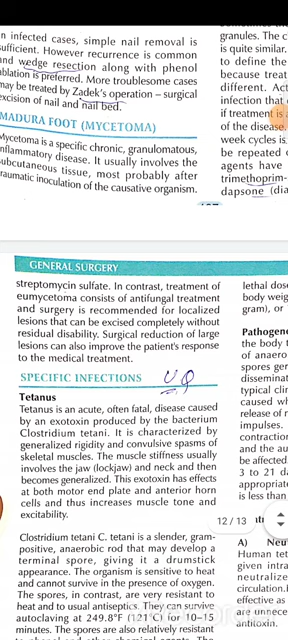 n infected cases, simple nail removal is
sufficient. However recurrence is common
and wedge resection along with phenol
ablation is preferred. More troublesome cases
may be treated by Zadek's operation – surgical
excision of nail and nail bed.
MADURA FOOT (MYCETOMA)
Mycetoma is a specific chronic, granulomatous,
inflammatory disease. It usually involves the
subcutaneous tissue, most probably after
traumatic inoculation of the causative organism.
granules. The c
is quite similar.
to define the
because treat
different. Act
infection that
if treatment is
of the disease.
week cycles is
be repeated
agents have
trimethoprim-
dapsone (dia
GENERAL SURGERY
streptomycin sulfate. In contrast, treatment of
eumycetoma consists of antifungal treatment
and surgery is recommended for localized
lesions that can be excised completely without
residual disability. Surgical reduction of large
lesions can also improve the patient's response
to the medical treatment.
SPECIFIC INFECTIONS
Tetanus
Tetanus is an acute, often fatal, disease caused
by an exotoxin produced by the bacterium
Clostridium tetani. It is characterized by
generalized rigidity and convulsive spasms of
skeletal muscles. The muscle stiffness usually
involves the jaw (lockjaw) and neck and then
becomes generalized. This exotoxin has effects
at both motor end plate and anterior horn
cells and thus increases muscle tone and
excitability.
Clostridium tetani C. tetani is a slender, gram-
positive, anaerobic rod that may develop a
terminal spore, giving it a drumstick
appearance. The organism is sensitive to heat
and cannot survive in the presence of oxygen.
The spores, in contrast, are very resistant to
heat and to usual antiseptics. They can survive
autoclaving at 249.8°F (121°C) for 10–15
minutes. The spores are also relatively resistant
lethal dose
body weig
gram), or
Pathogen
the body t
of anaero
spores ger
disseminat
typical clin
caused wh
release of
impulses.
contraction
and the au
be affected
3 to 21 d
appropriate
is less than
12 / 13
A) Neu
Human tet
given intra
neutralize
circulation.
effective as
are unnece
antitoxin.